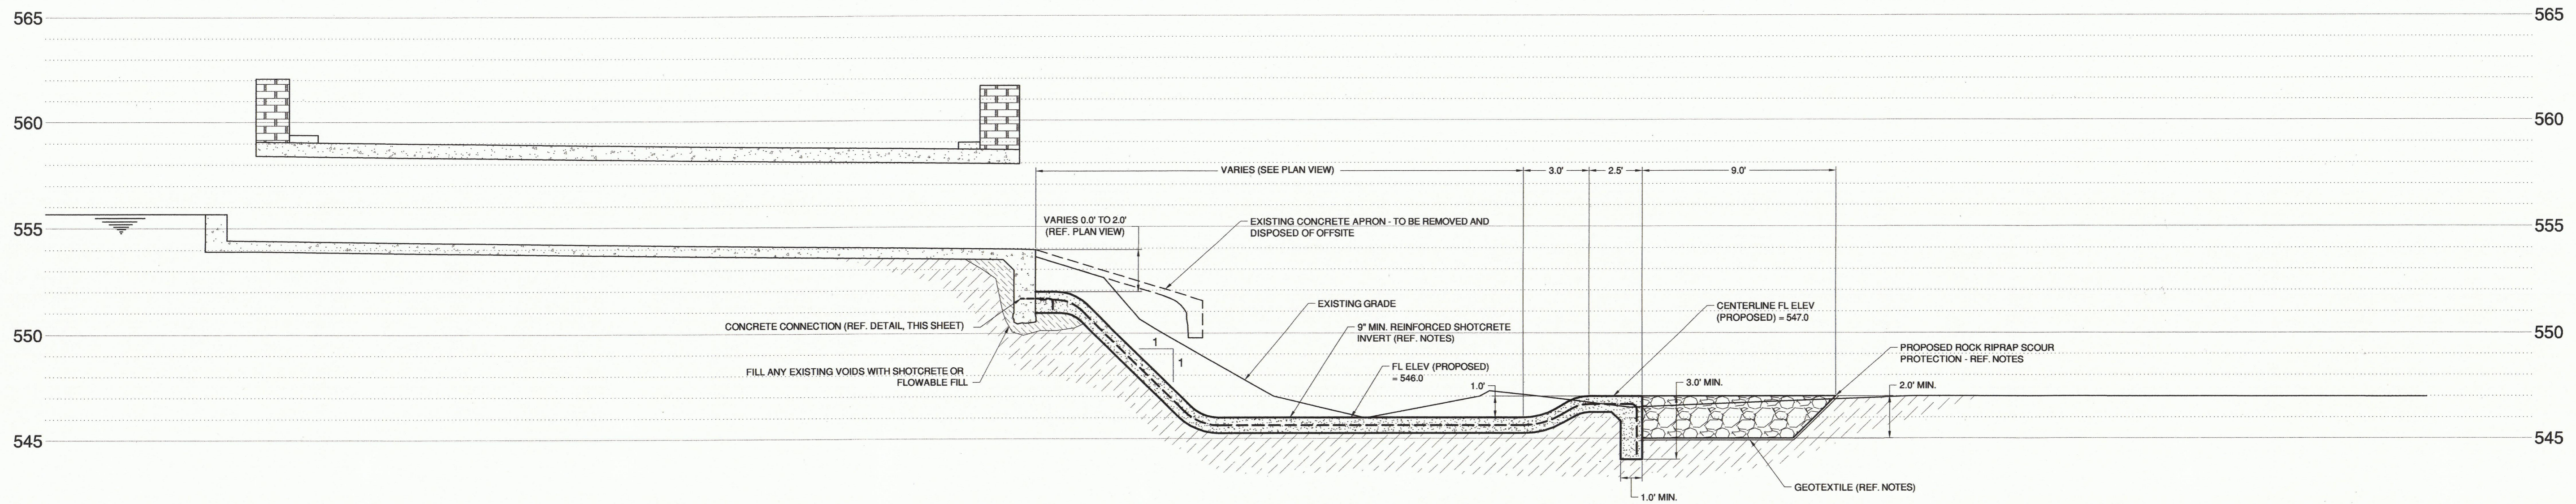 565
565
560
560
VARIES (SEE PLAN VIEW)
3.0'
2.5'
9.0'
555
555
VARIES 0.0' TO 2.0'
(REF. PLAN VIEW)
EXISTING CONCRETE APRON - TO BE REMOVED AND
DISPOSED OF OFFSITE
EXISTING GRADE
CENTERLINE FL ELEV
(PROPOSED) = 547.0
CONCRETE CONNECTION (REF. DETAIL, THIS SHEET)
9" MIN. REINFORCED SHOTCRETE
INVERT (REF. NOTES)
550
550
1
1
PROPOSED ROCK RIPRAP SCOUR
PROTECTION - REF. NOTES
FILL ANY EXISTING VOIDS WITH SHOTCRETE OR
FLOWABLE FILL
FL ELEV (PROPOSED)
= 546.0
1.0'
3.0' MIN.
2.0' MIN.
545
545
GEOTEXTILE (REF. NOTES)
1.0' MIN.